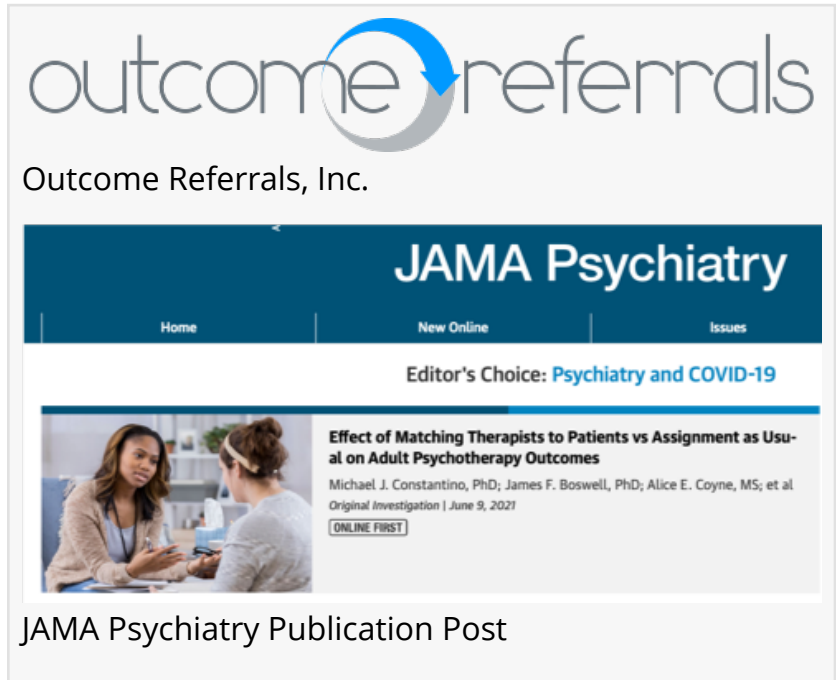 outcome referrals
Outcome Referrals, Inc.
JAMA Psychiatry
Home New Online Issues
Editor's Choice: Psychiatry and COVID-19
Effect of Matching Therapists to Patients vs Assignment as Usu-
al on Adult Psychotherapy Outcomes
Michael J. Constantino, PhD; James F. Boswell, PhD; Alice E. Coyne, MS; et al
Original Investigation | June 9, 2021
ONLINE FIRST
JAMA Psychiatry Publication Post